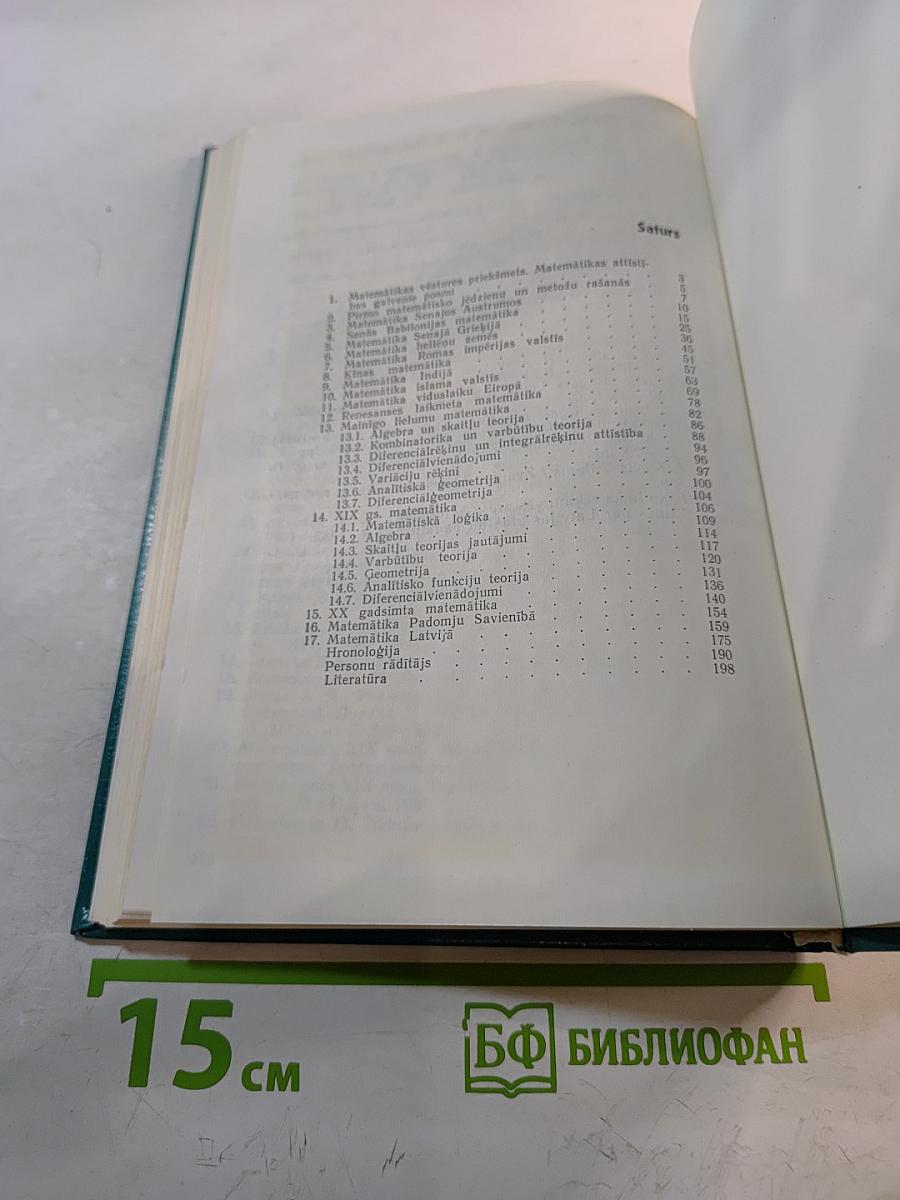 Saturs
1. Matemātikas vēstures priekšmets. Matemātikas attīstī-
bas galvenie posmi . . . 3
2. Pirmo matemātisko jēdzienu un metožu rašanās 5
3. Matemātika Senajos Austrumos . . . 7
4. Senās Babilonijas matemātika . . . 10
5. Matemātika Senajā Grieķijā . . . 15
6. Matemātika hellēņu zemēs . . . 25
7. Matemātika Romas impērijas valstīs . . . 36
8. Ķīnas matemātika . . . 45
9. Matemātika Indijā . . . 51
10. Matemātika islama valstīs . . . 57
11. Matemātika viduslaiku Eiropā . . . 63
12. Renesanses laikmeta matemātika . . . 69
13. Mainīgo lielumu matemātika . . . 78
13.1. Algebra un skaitļu teorija . . . 82
13.2. Kombinatorika un varbūtību teorija . . . 86
13.3. Diferenciālrēķinu un integrālrēķinu attīstība . 88
13.4. Diferenciālvienādojumi . . . 94
13.5. Variāciju rēķini . . . 96
13.6. Analītiskā ģeometrija . . . 97
13.7. Diferenciālģeometrija . . . 100
14. XIX gs. matemātika . . . 104
14.1. Matemātiskā loģika . . . 106
14.2. Algebra . . . 109
14.3. Skaitļu teorijas jautājumi . . . 114
14.4. Varbūtību teorija . . . 117
14.5. Ģeometrija . . . 120
14.6. Analītisko funkciju teorija . . . 131
14.7. Diferenciālvienādojumi . . . 136
15. XX gadsimta matemātika . . . 140
16. Matemātika Padomju Savienībā . . . 154
17. Matemātika Latvijā . . . 159
Hronoloģija . . . 175
Personu rādītājs . . . 190
Literatūra . . . 198
15 см
БФ БИБЛИОФАН